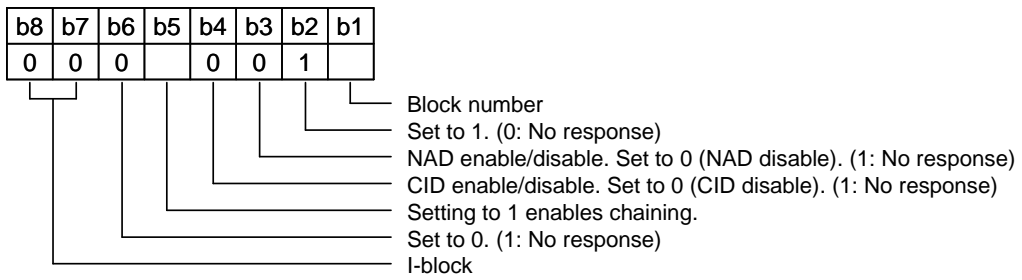 b8 b7 b6 b5 b4 b3 b2 b1
0 0 0 0 0 1
Block number
Set to 1. (0: No response)
NAD enable/disable. Set to 0 (NAD disable). (1: No response)
CID enable/disable. Set to 0 (CID disable). (1: No response)
Setting to 1 enables chaining.
Set to 0. (1: No response)
I-block